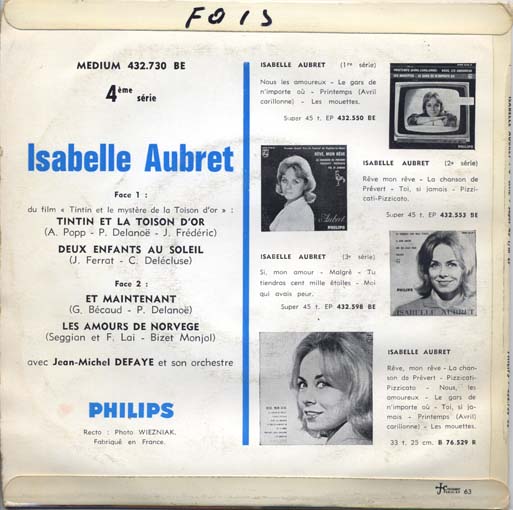 FOIS
MEDIUM 432.730 BE
4ème série
Isabelle Aubret
Face 1 :
du film « Tintin et le mystère de la Toison d'or » :
TINTIN ET LA TOISON D'OR
(A. Popp - P. Delanoë - J. Frédéric)
DEUX ENFANTS AU SOLEIL
(J. Ferrat - C. Delécluse)
Face 2 :
ET MAINTENANT
(G. Bécaud - P. Delanoë)
LES AMOURS DE NORVEGE
(Seggian et F. Lai - Bizet Monjol)
avec Jean-Michel DEFAYE et son orchestre
PHILIPS
Recto : Photo WIEZNIAK.
Fabriqué en France.
ISABELLE AUBRET (1re série)
Nous les amoureux - Le gars de
n'importe où - Printemps (Avril
carillonne) - Les mouettes.
Super 45 t. EP 432.550 BE
PHILIPS
RÊVE, MON RÊVE
Aubret
PHILIPS
ISABELLE AUBRET (2e série)
Rêve mon rêve - La chanson de
Prévert - Toi, si jamais - Pizzi-
cati-Pizzicato.
Super 45 t. EP 432.553 BE
ISABELLE AUBRET (3e série)
Si, mon amour - Malgré - Tu
tiendras cent mille étoiles - Moi
qui avais peur.
Super 45 t. EP 432.598 BE
PHILIPS
ISABELLE AUBRET
ISABELLE AUBRET
Rêve, mon rêve - La chan-
son de Prévert - Pizzicati-
Pizzicato - Nous, les
amoureux - Le gars de
n'importe où - Toi, si ja-
mais - Printemps (Avril
carillonne) - Les mouettes.
33 t. 25 cm. B 76.529 R
63